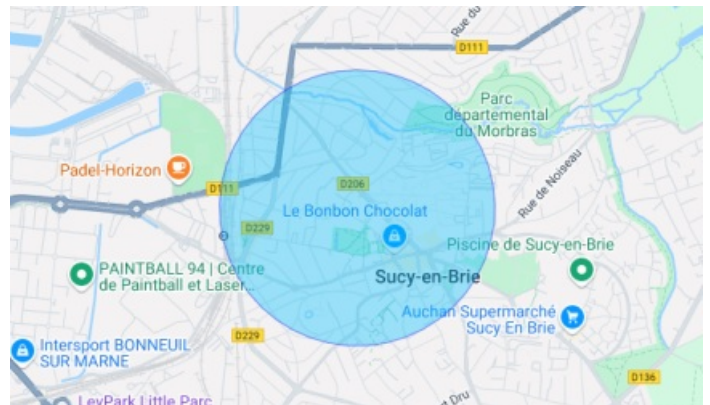 Rue du
D111
Parc
départemental
du Morbras
Padel-Horizon
D111
D206
Rue de Noiseau
Le Bonbon Chocolat
D229
Piscine de Sucy-en-Brie
PAINTBALL 94 | Centre
de Paintball et Laser...
Sucy-en-Brie
Auchan Supermarché
Sucy En Brie
D229
Intersport BONNEUIL
SUR MARNE
D136
LeyPark Little Parc
Dru